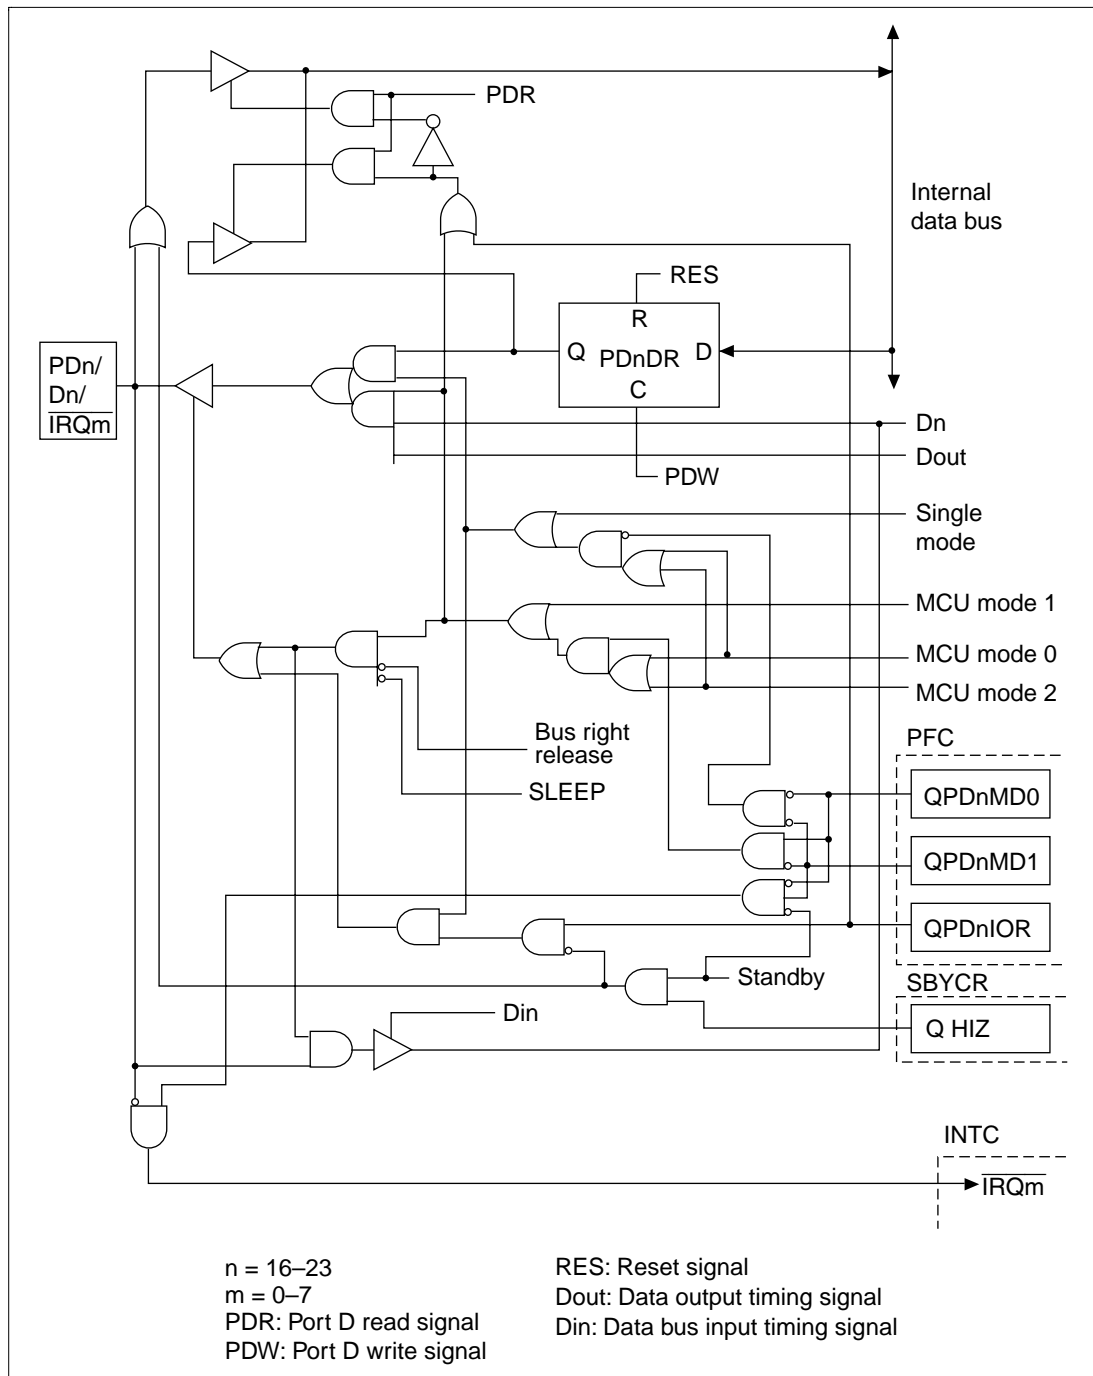 PDR
Internal
data bus
RES
R
Q PDnDR D
C
PDn/
Dn/
IRQm
Dn
Dout
PDW
Single
mode
MCU mode 1
MCU mode 0
MCU mode 2
Bus right
release
SLEEP
PFC
QPDnMD0
QPDnMD1
QPDnIOR
Standby
SBYCR
Q HIZ
Din
INTC
IRQm
n = 16–23
m = 0–7
PDR: Port D read signal
PDW: Port D write signal
RES: Reset signal
Dout: Data output timing signal
Din: Data bus input timing signal